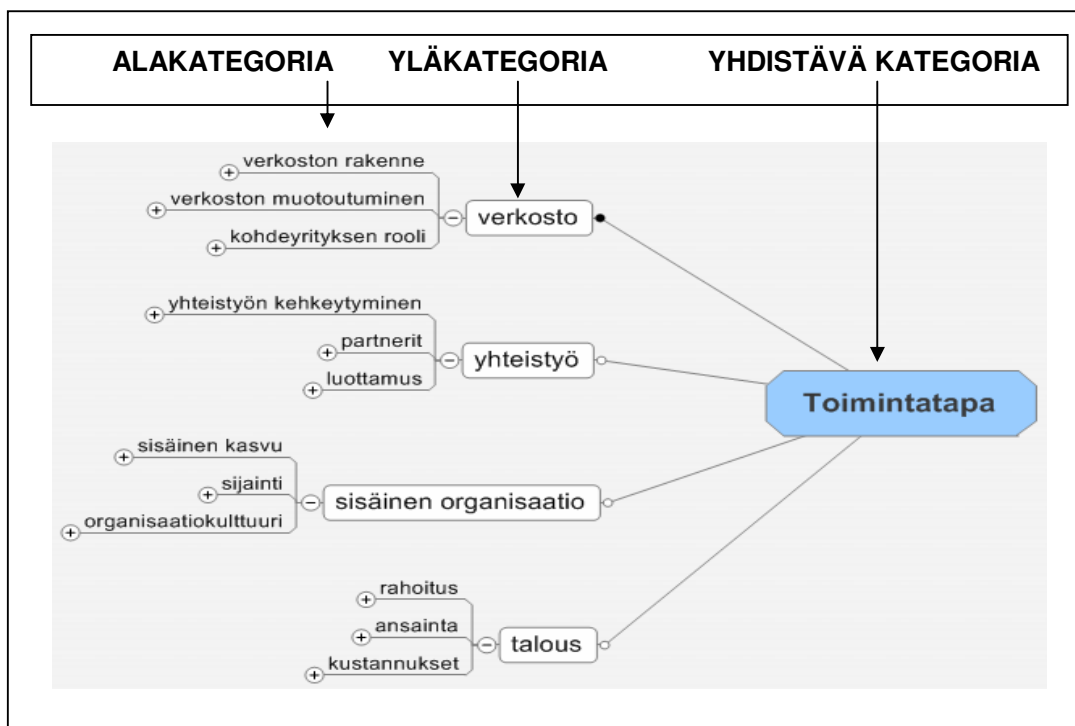 ALAKATEGORIA YLÄKATEGORIA YHDISTÄVÄ KATEGORIA
verkoston rakenne
verkoston muotoutuminen
kohdeyrityksen rooli
verkosto
yhteistyön kehkeytyminen
partnerit
luottamus
yhteistyö
Toimintatapa
sisäinen kasvu
sijainti
organisaatiokulttuuri
sisäinen organisaatio
rahoitus
ansainta
kustannukset
talous